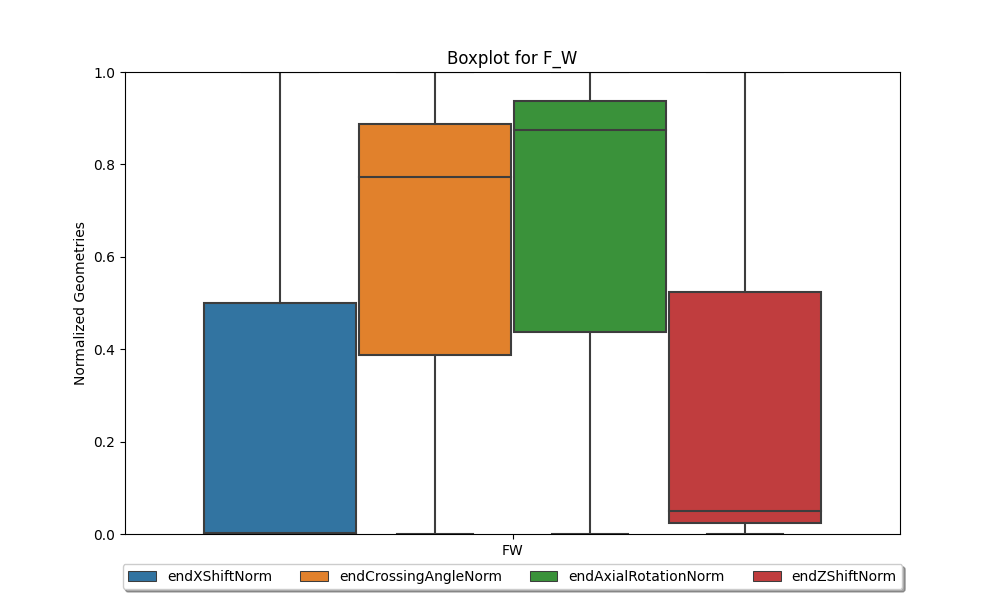 Boxplot for F_W
1.0
0.8
0.6
0.4
0.2
0.0
Normalized Geometries
FW
endXShiftNorm endCrossingAngleNorm endAxialRotationNorm endZShiftNorm